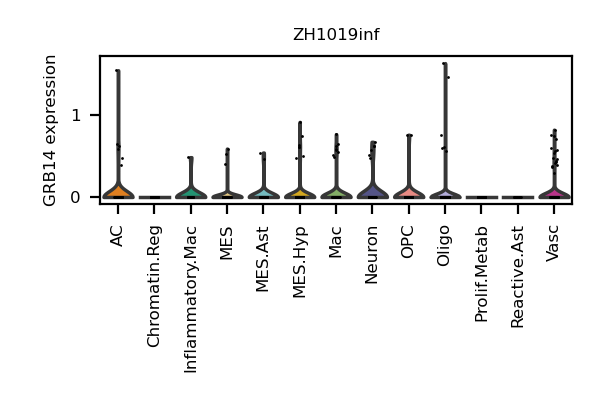 ZH1019inf
GRB14 expression
1
0
AC
Chromatin.Reg
Inflammatory.Mac
MES
MES.Ast
MES.Hyp
Mac
Neuron
OPC
Oligo
Prolif.Metab
Reactive.Ast
Vasc